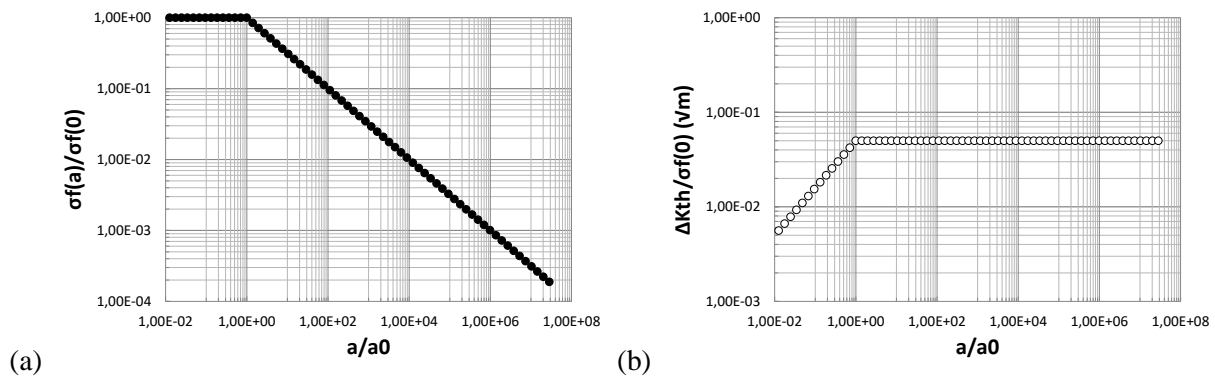 1,00E+00
1,00E-01
1,00E-02
1,00E-03
1,00E-04
σf(a)/σf(0)
1,00E-02 1,00E+00 1,00E+02 1,00E+04 1,00E+06 1,00E+08
a/a0
(a)
1,00E+00
1,00E-01
1,00E-02
1,00E-03
ΔKth/σf(0) (√m)
1,00E-02 1,00E+00 1,00E+02 1,00E+04 1,00E+06 1,00E+08
a/a0
(b)